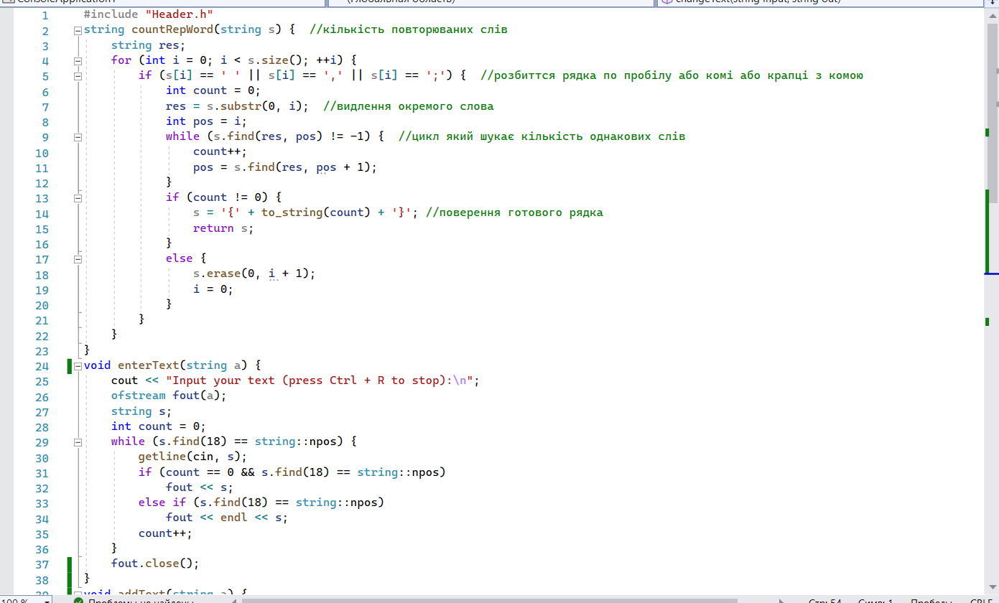 ConsoleApplication1 (Глобальная область) changeText(string input, string out)
1 #include "Header.h"
2 string countRepWord(string s) { //кількість повторюваних слів
3 string res;
4 for (int i = 0; i < s.size(); ++i) {
5 if (s[i] == ' ' || s[i] == ',' || s[i] == ';') { //розбиття рядка по пробілу або комі або крапці з комою
6 int count = 0;
7 res = s.substr(0, i); //видлення окремого слова
8 int pos = i;
9 while (s.find(res, pos) != -1) { //цикл який шукає кількість однакових слів
10 count++;
11 pos = s.find(res, pos + 1);
12 }
13 if (count != 0) {
14 s = '{' + to_string(count) + '}'; //поверення готового рядка
15 return s;
16 }
17 else {
18 s.erase(0, i + 1);
19 i = 0;
20 }
21 }
22 }
23 }
24 void enterText(string a) {
25 cout << "Input your text (press Ctrl + R to stop):\n";
26 ofstream fout(a);
27 string s;
28 int count = 0;
29 while (s.find(18) == string::npos) {
30 getline(cin, s);
31 if (count == 0 && s.find(18) == string::npos)
32 fout << s;
33 else if (s.find(18) == string::npos)
34 fout << endl << s;
35 count++;
36 }
37 fout.close();
38 }
39 void addText(string a) {
100 % Проблемы не найдены Стр: 54 Симв: 1 Пробелы CRLF